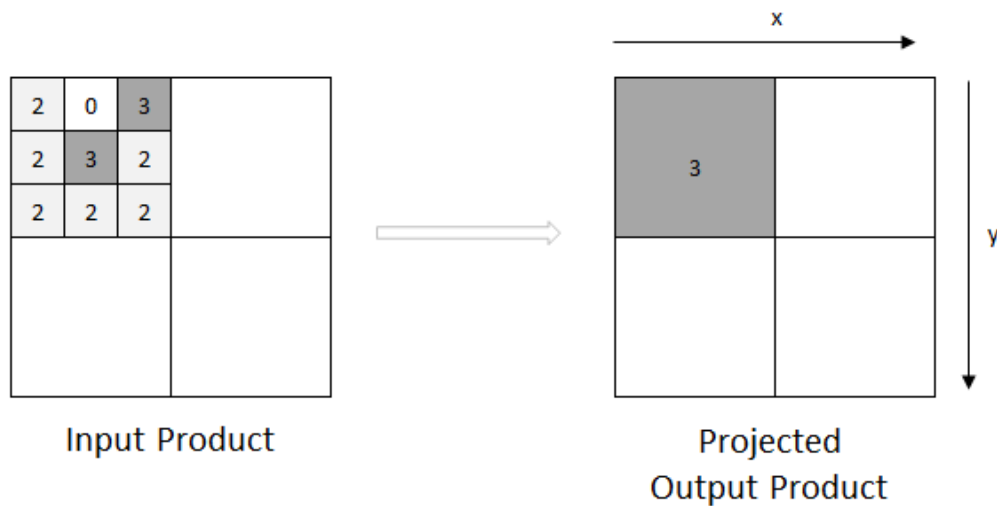 x
2 0 3
2 3 2
2 2 2
3
y
Input Product
Projected
Output Product